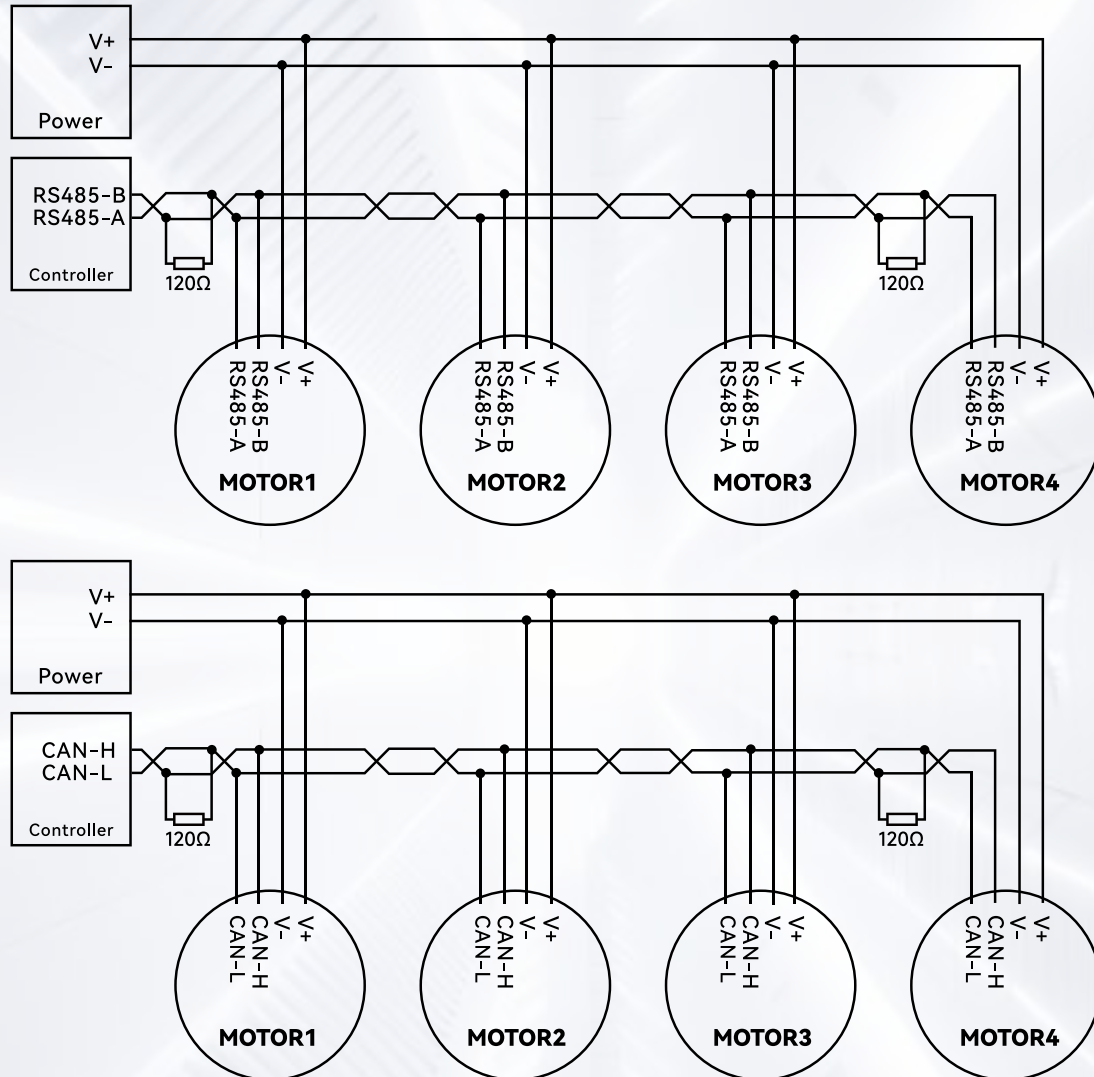 V+
V-
Power
RS485-B
RS485-A
Controller
120Ω
120Ω
RS485-A
RS485-B
V-
V+
MOTOR1
RS485-A
RS485-B
V-
V+
MOTOR2
RS485-A
RS485-B
V-
V+
MOTOR3
RS485-A
RS485-B
V-
V+
MOTOR4
V+
V-
Power
CAN-H
CAN-L
Controller
120Ω
120Ω
CAN-L
CAN-H
V-
V+
MOTOR1
CAN-L
CAN-H
V-
V+
MOTOR2
CAN-L
CAN-H
V-
V+
MOTOR3
CAN-L
CAN-H
V-
V+
MOTOR4